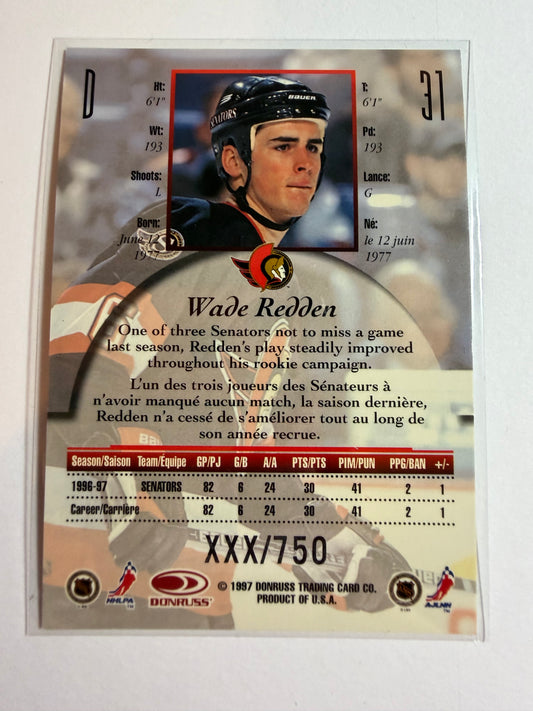 D
31
Ht:
6'1"
Wt:
193
Shoots:
L
Born:
June 12
1977
T:
6'1"
Pd:
193
Lance:
G
Né:
le 12 juin
1977
BAUER
SENATORS
Wade Redden
One of three Senators not to miss a game
last season, Redden's play steadily improved
throughout his rookie campaign.
L'un des trois joueurs des Sénateurs à
n'avoir manqué aucun match, la saison dernière,
Redden n'a cessé de s'améliorer tout au long de
son année recrue.
Season/Saison Team/Équipe GP/PJ G/B A/A PTS/PTS PIM/PUN PPG/BAN +/-
1996-97 SENATORS 82 6 24 30 41 2 1
Career/Carrière 82 6 24 30 41 2 1
XXX/750
NHLPA
TM
DONRUSS
© 1997 DONRUSS TRADING CARD CO.
PRODUCT OF U.S.A.
AJLNH
TM